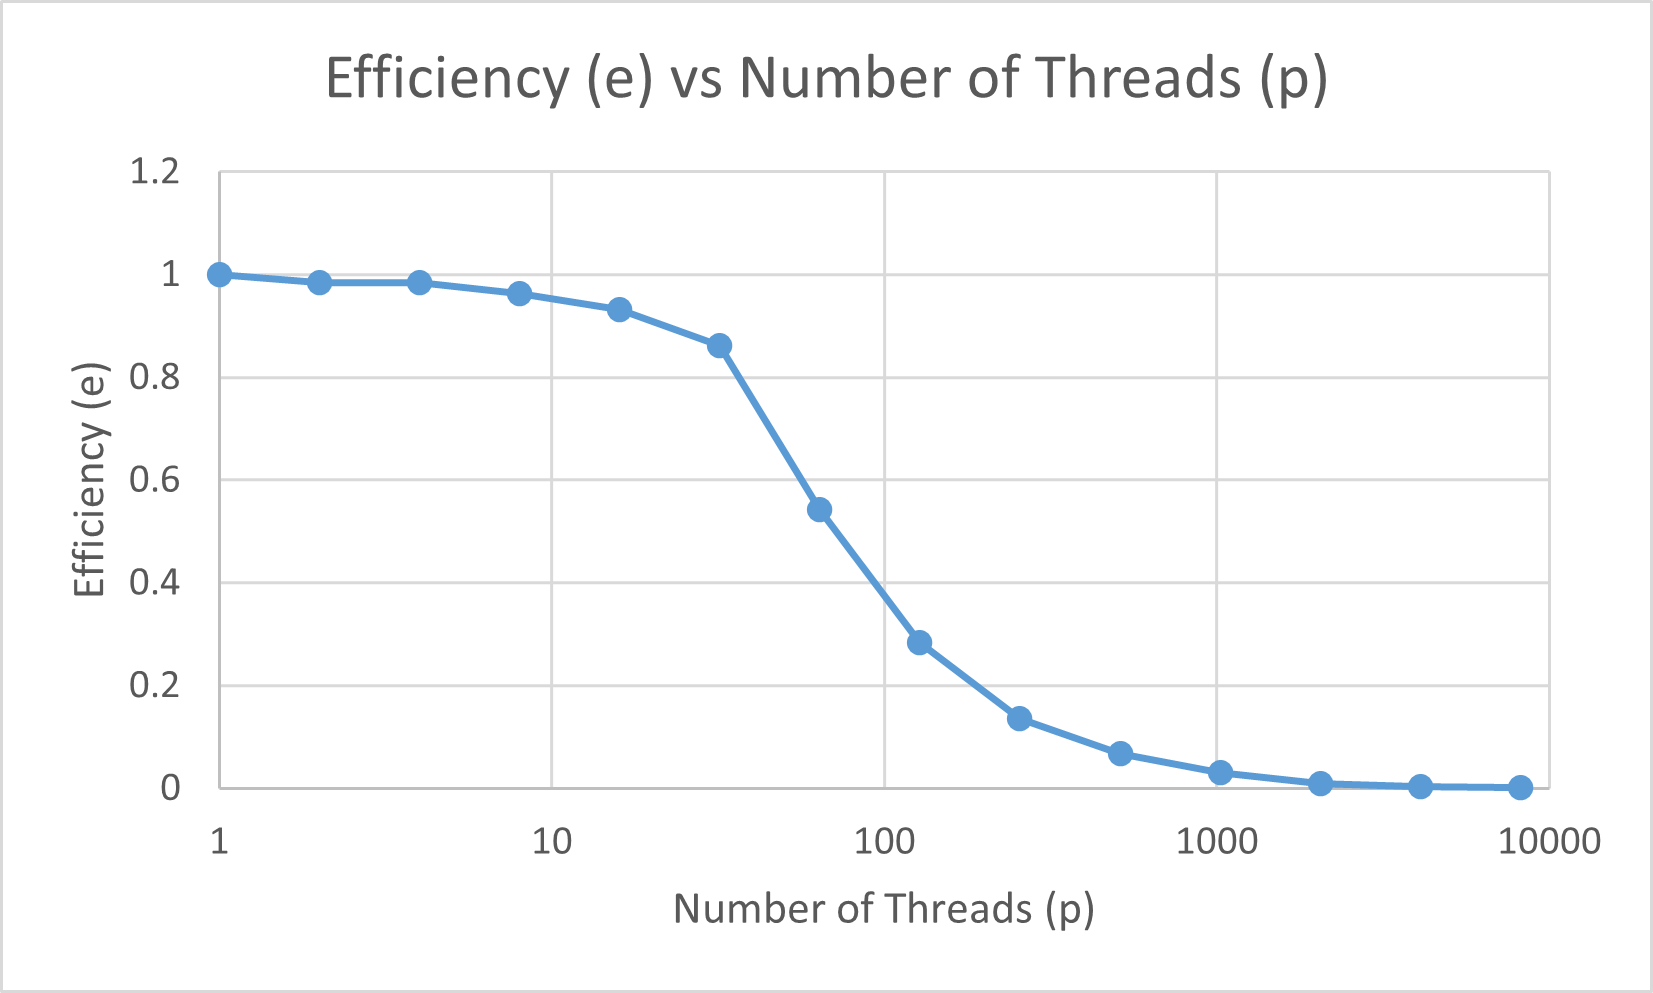 Efficiency (e) vs Number of Threads (p)
1.2
1
0.8
0.6
0.4
0.2
0
Efficiency (e)
1 10 100 1000 10000
Number of Threads (p)